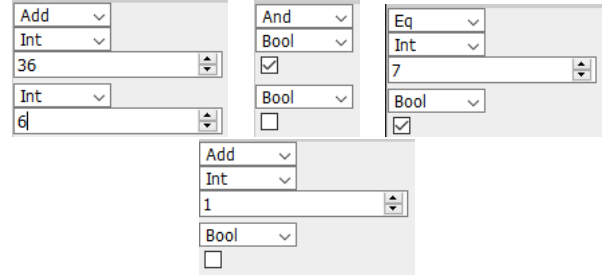 Add
Int
36
Int
6
And
Bool
Bool
Eq
Int
7
Bool
Add
Int
1
Bool